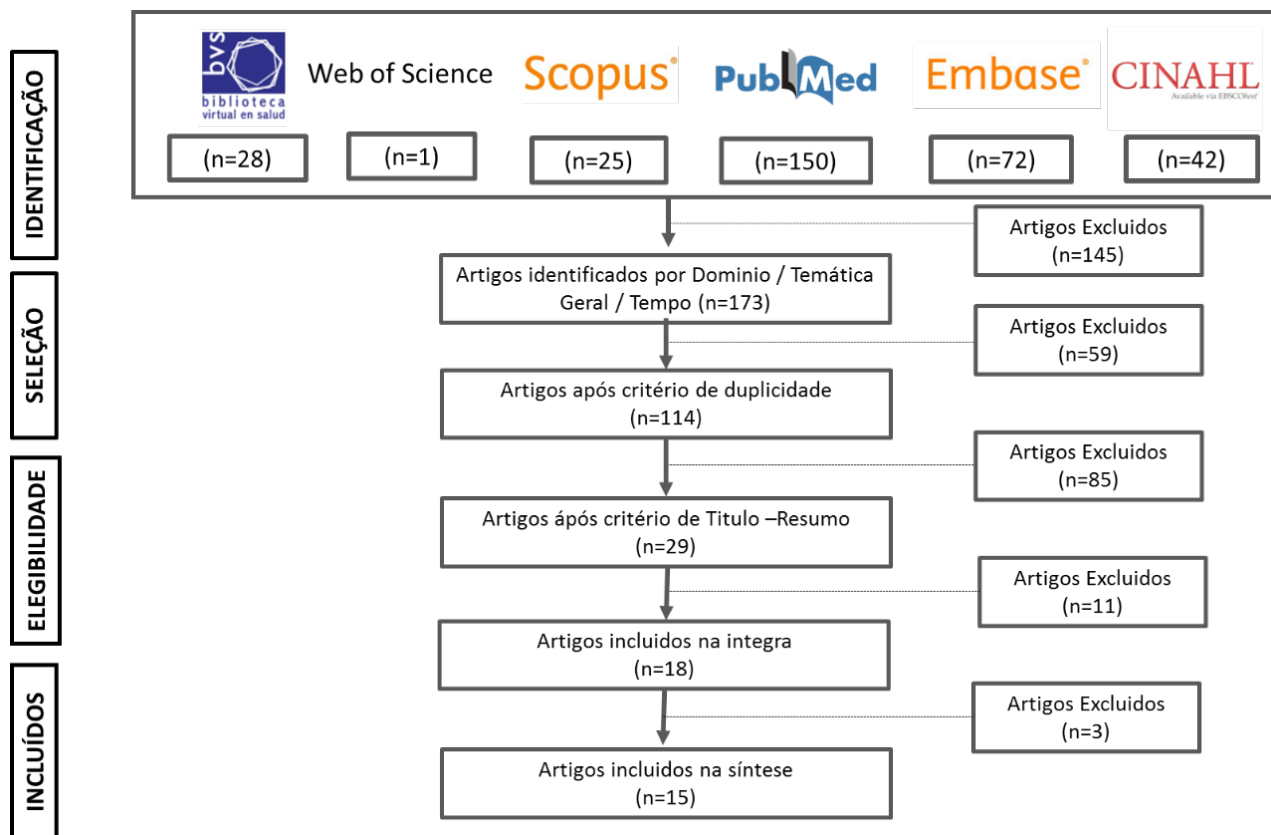 IDENTIFICAÇÃO
bvs
biblioteca
virtual en salud
Web of Science
Scopus®
PubMed
Embase®
CINAHL
Available via EBSCOhost
(n=28)
(n=1)
(n=25)
(n=150)
(n=72)
(n=42)
Artigos Excluidos
(n=145)
SELEÇÃO
Artigos identificados por Dominio / Temática
Geral / Tempo (n=173)
Artigos Excluidos
(n=59)
Artigos após critério de duplicidade
(n=114)
Artigos Excluidos
(n=85)
ELEGIBILIDADE
Artigos ápós critério de Titulo –Resumo
(n=29)
Artigos Excluidos
(n=11)
Artigos incluidos na integra
(n=18)
INCLUÍDOS
Artigos Excluidos
(n=3)
Artigos incluidos na síntese
(n=15)